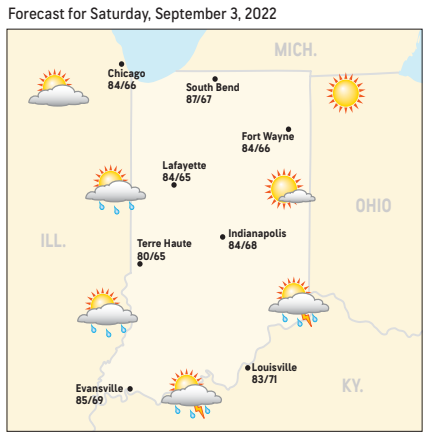 Forecast for Saturday, September 3, 2022
MICH.
Chicago
84/66
South Bend
87/67
Fort Wayne
84/66
Lafayette
84/65
OHIO
ILL.
Indianapolis
84/68
Terre Haute
80/65
Louisville
83/71
KY.
Evansville
85/69